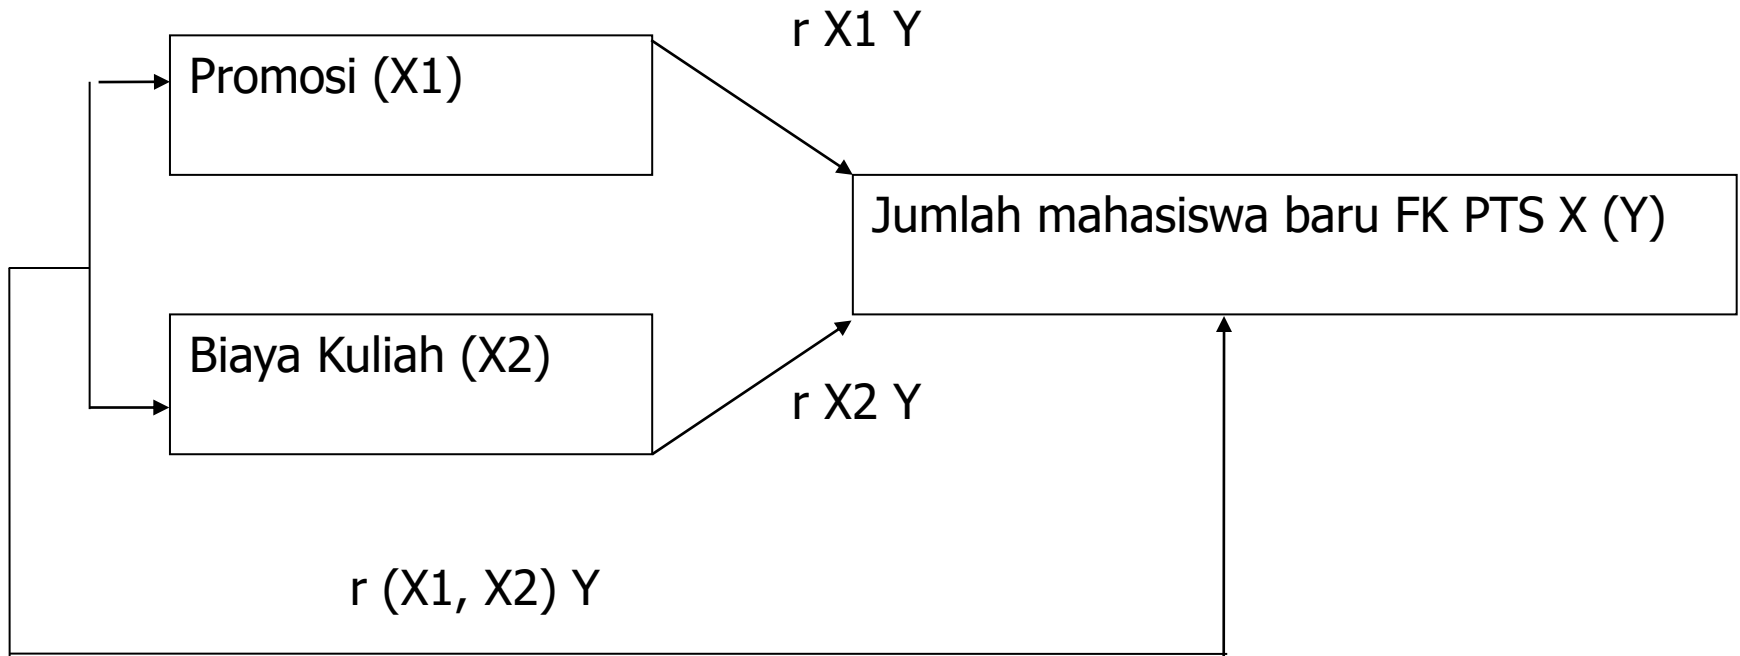 r X1 Y
Promosi (X1)
Jumlah mahasiswa baru FK PTS X (Y)
Biaya Kuliah (X2)
r X2 Y
r (X1, X2) Y